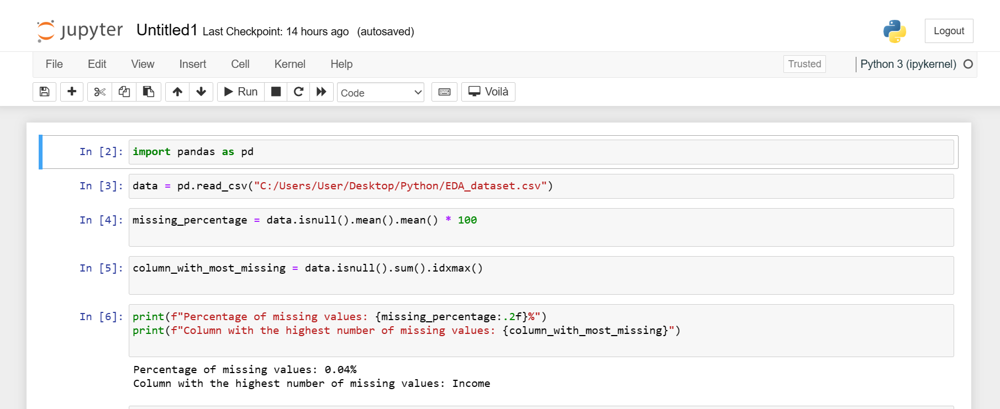 jupyter Untitled1 Last Checkpoint: 14 hours ago (autosaved) Logout
File Edit View Insert Cell Kernel Help Trusted Python 3 (ipykernel)
Run Code Voilà
In [2]: import pandas as pd
In [3]: data = pd.read_csv("C:/Users/User/Desktop/Python/EDA_dataset.csv")
In [4]: missing_percentage = data.isnull().mean().mean() * 100
In [5]: column_with_most_missing = data.isnull().sum().idxmax()
In [6]: print(f"Percentage of missing values: {missing_percentage:.2f}%")
print(f"Column with the highest number of missing values: {column_with_most_missing}")
Percentage of missing values: 0.04%
Column with the highest number of missing values: Income